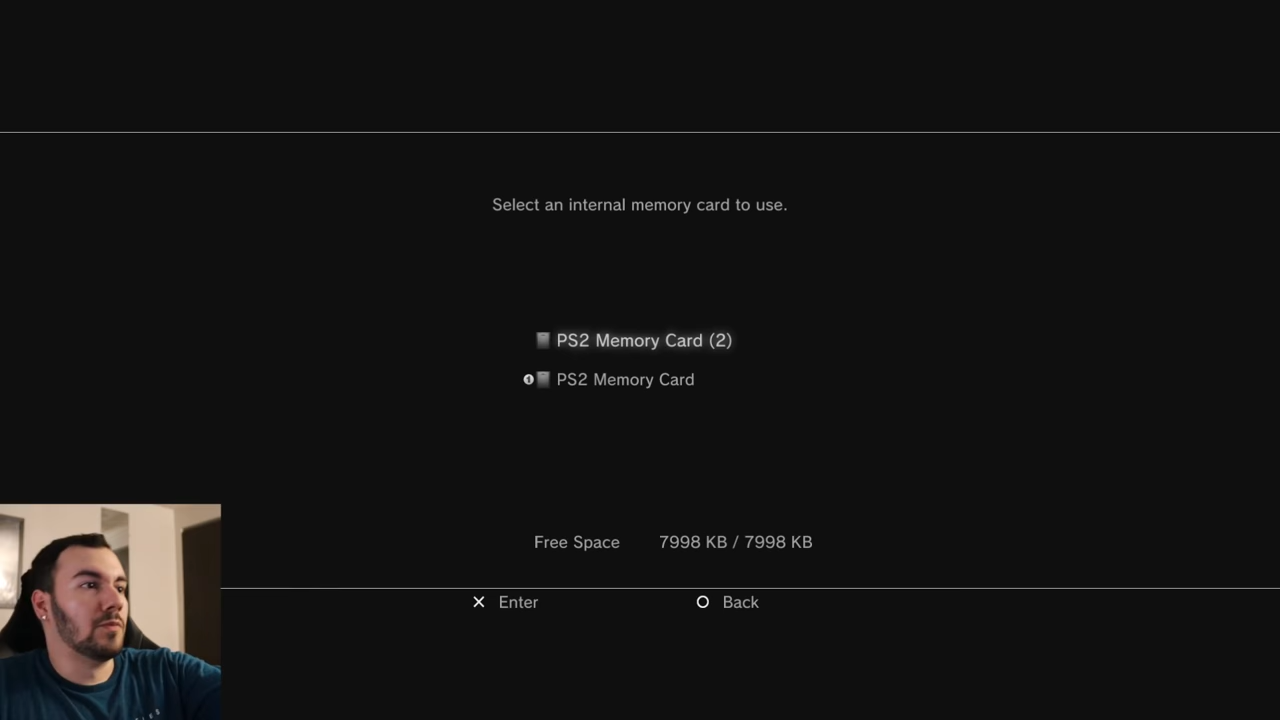 Select an internal memory card to use.
PS2 Memory Card (2)
1 PS2 Memory Card
Free Space 7998 KB / 7998 KB
X Enter O Back